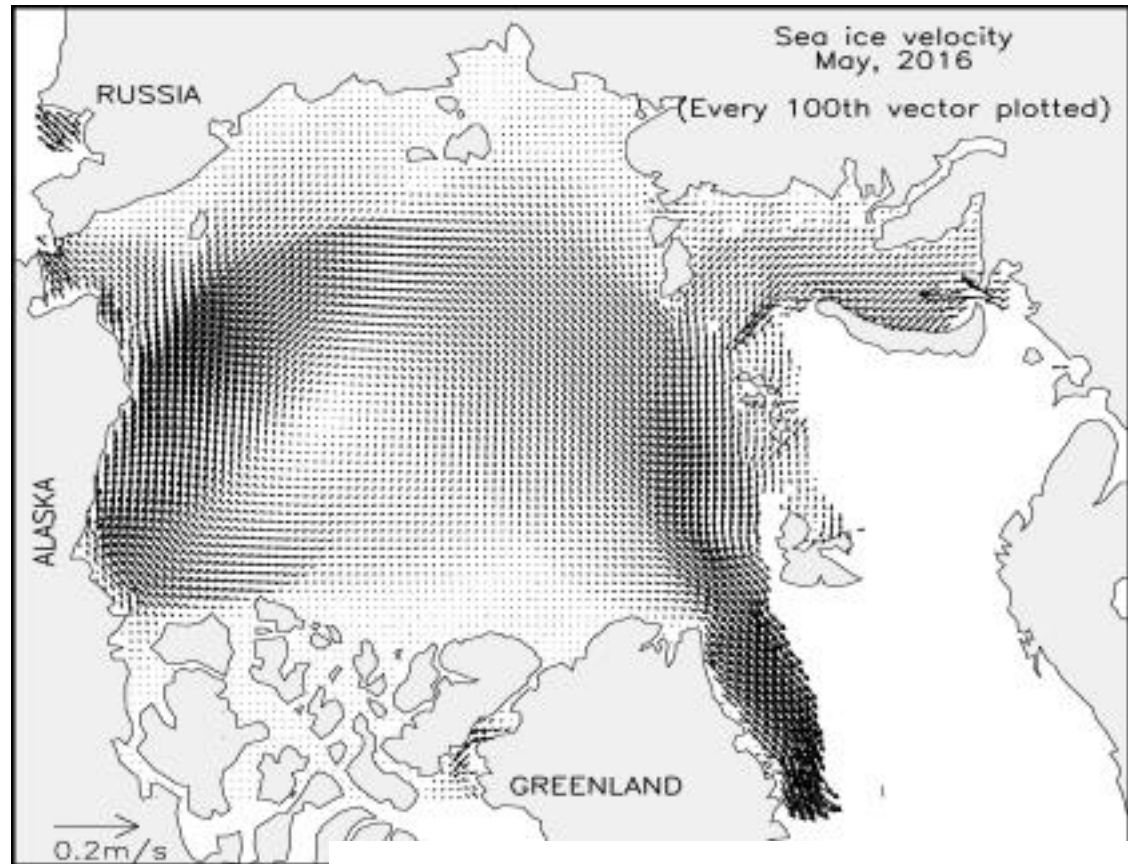 Sea ice velocity
May, 2016
(Every 100th vector plotted)
RUSSIA
ALASKA
GREENLAND
0.2m/s